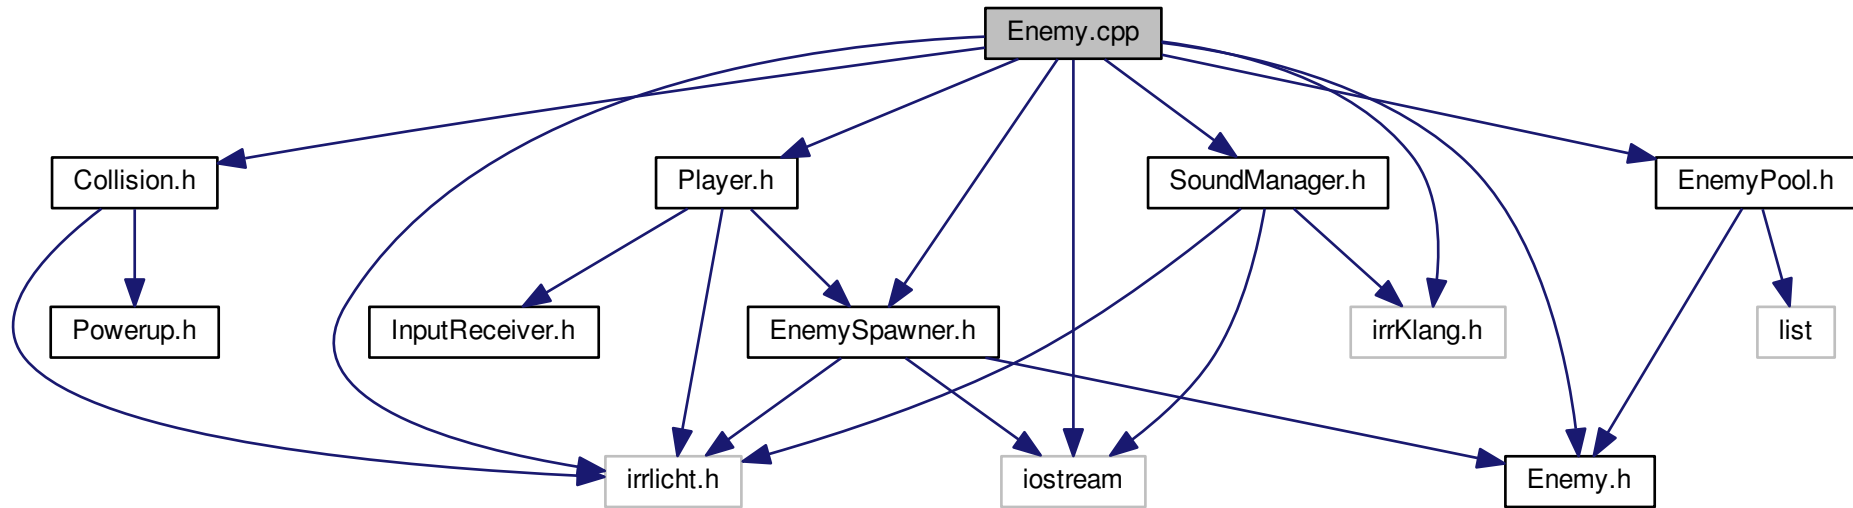 Enemy.cpp
Collision.h
Player.h
SoundManager.h
EnemyPool.h
Powerup.h
InputReceiver.h
EnemySpawner.h
irrKlang.h
list
irrlicht.h
iostream
Enemy.h